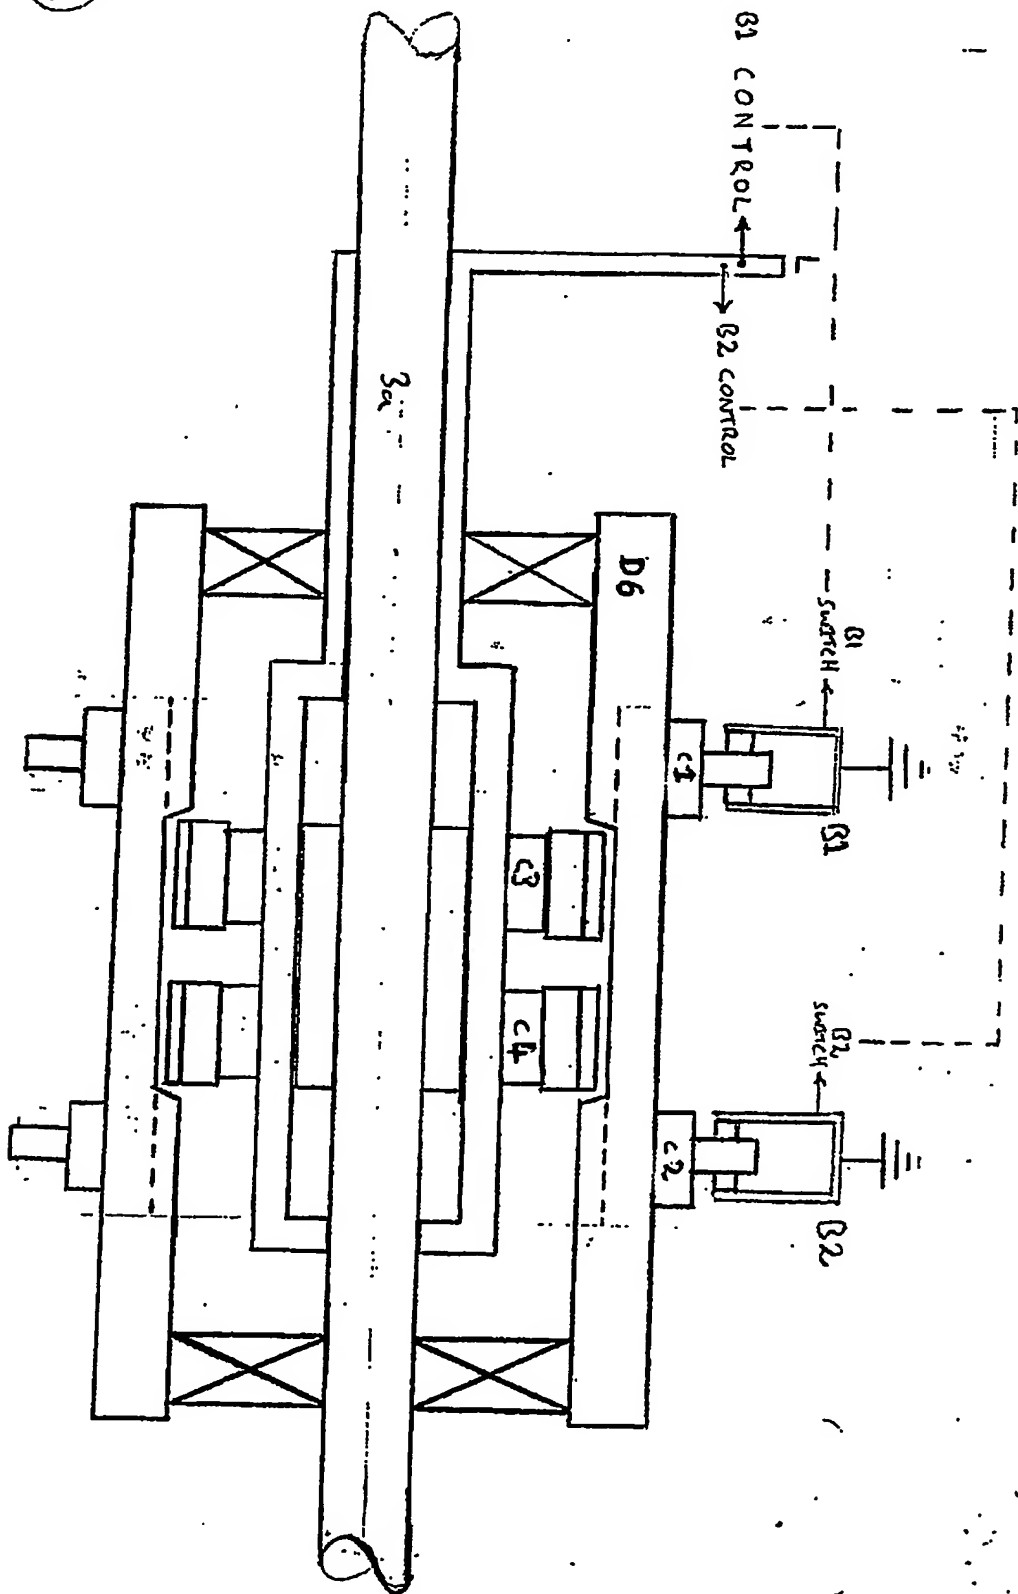 B1 CONTROL
L
B2 CONTROL
3a
D6
B1
SWITCH
C1
B1
C3
C4
B2
SWITCH
C2
B2